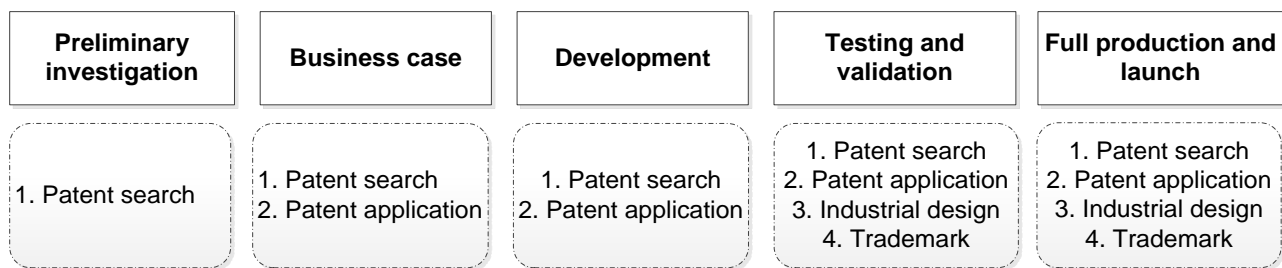 Preliminary
investigation
Business case
Development
Testing and
validation
Full production and
launch
1. Patent search
1. Patent search
2. Patent application
1. Patent search
2. Patent application
1. Patent search
2. Patent application
3. Industrial design
4. Trademark
1. Patent search
2. Patent application
3. Industrial design
4. Trademark